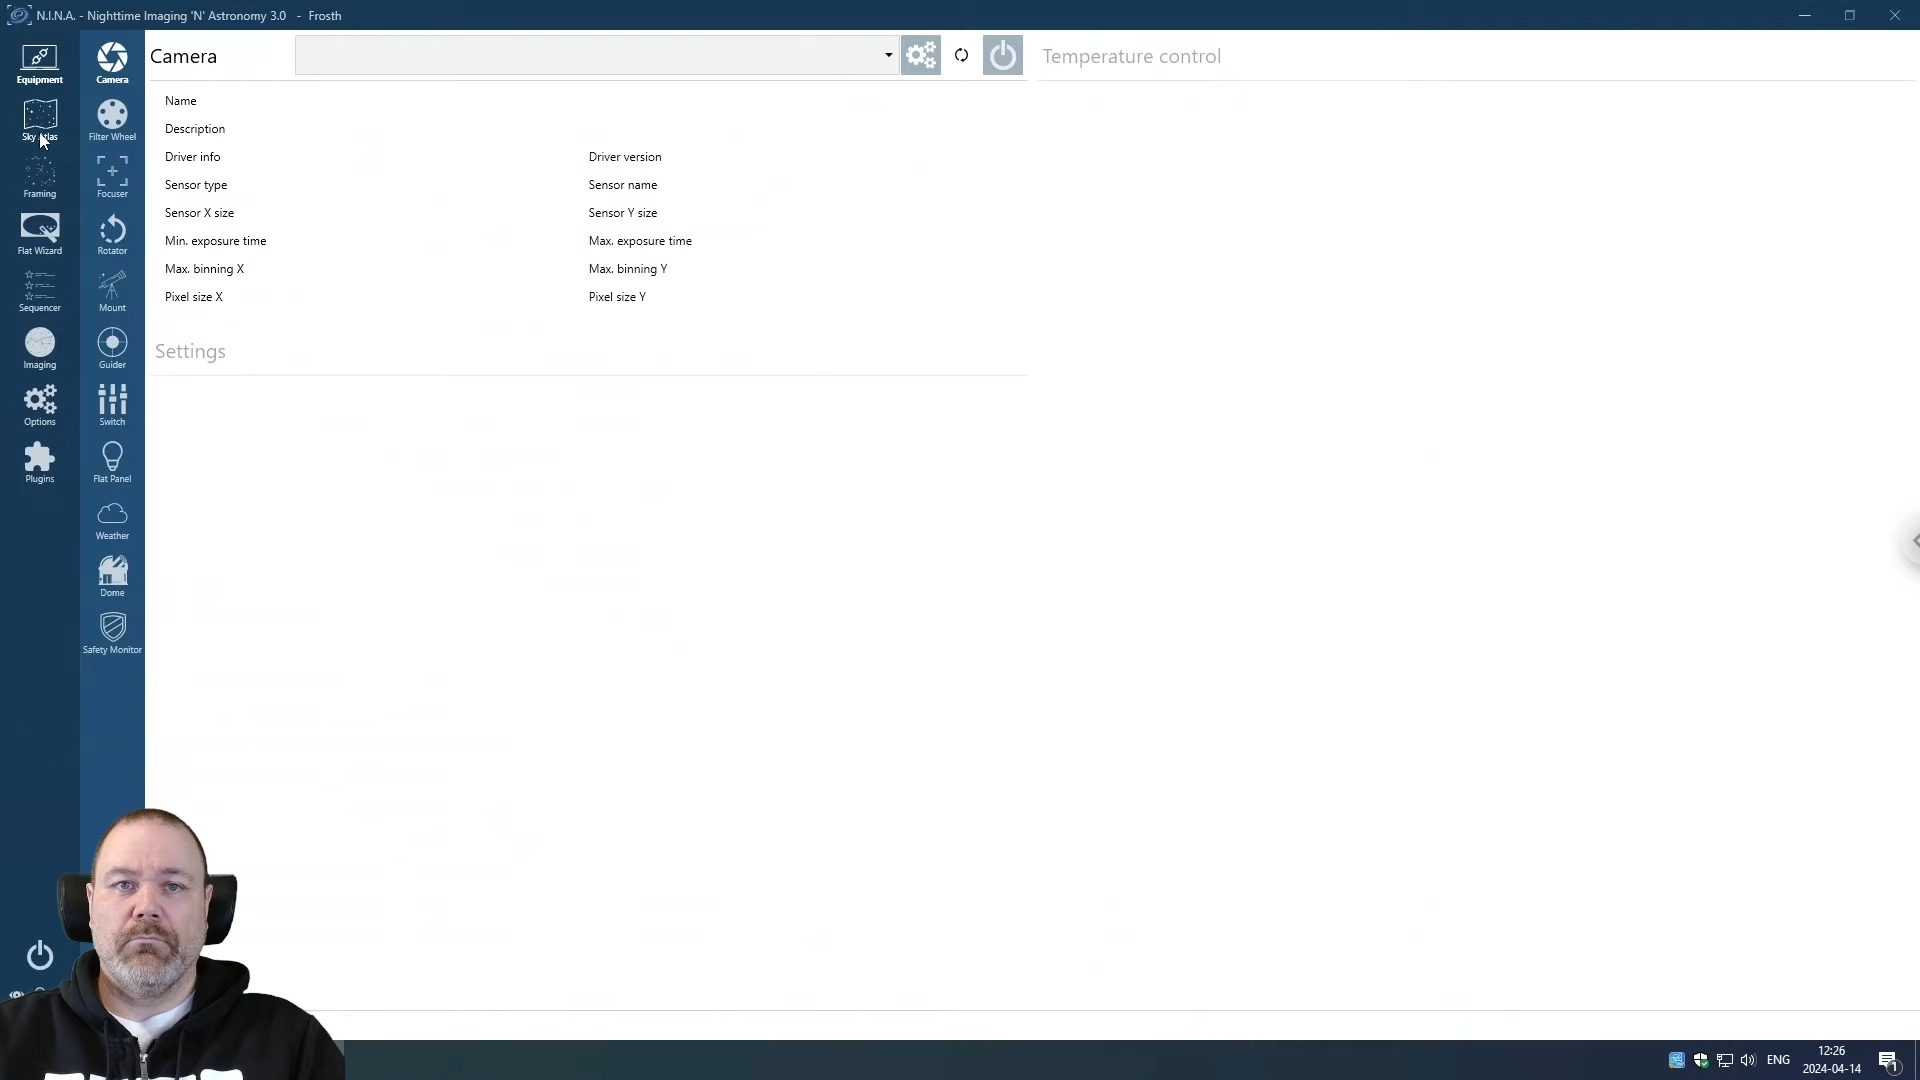 N.I.N.A. - Nighttime Imaging 'N' Astronomy 3.0 - Frosth
Equipment
Sky Atlas
Framing
Flat Wizard
Sequencer
Imaging
Options
Plugins
Camera
Filter Wheel
Focuser
Rotator
Mount
Guider
Switch
Flat Panel
Weather
Dome
Safety Monitor
Camera
Name
Description
Driver info
Driver version
Sensor type
Sensor name
Sensor X size
Sensor Y size
Min. exposure time
Max. exposure time
Max. binning X
Max. binning Y
Pixel size X
Pixel size Y
Settings
Temperature control
ENG
12:26
2024-04-14
1